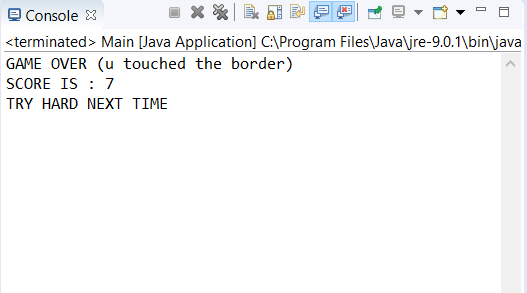 Console
<terminated> Main [Java Application] C:\Program Files\Java\jre-9.0.1\bin\java
GAME OVER (u touched the border)
SCORE IS : 7
TRY HARD NEXT TIME